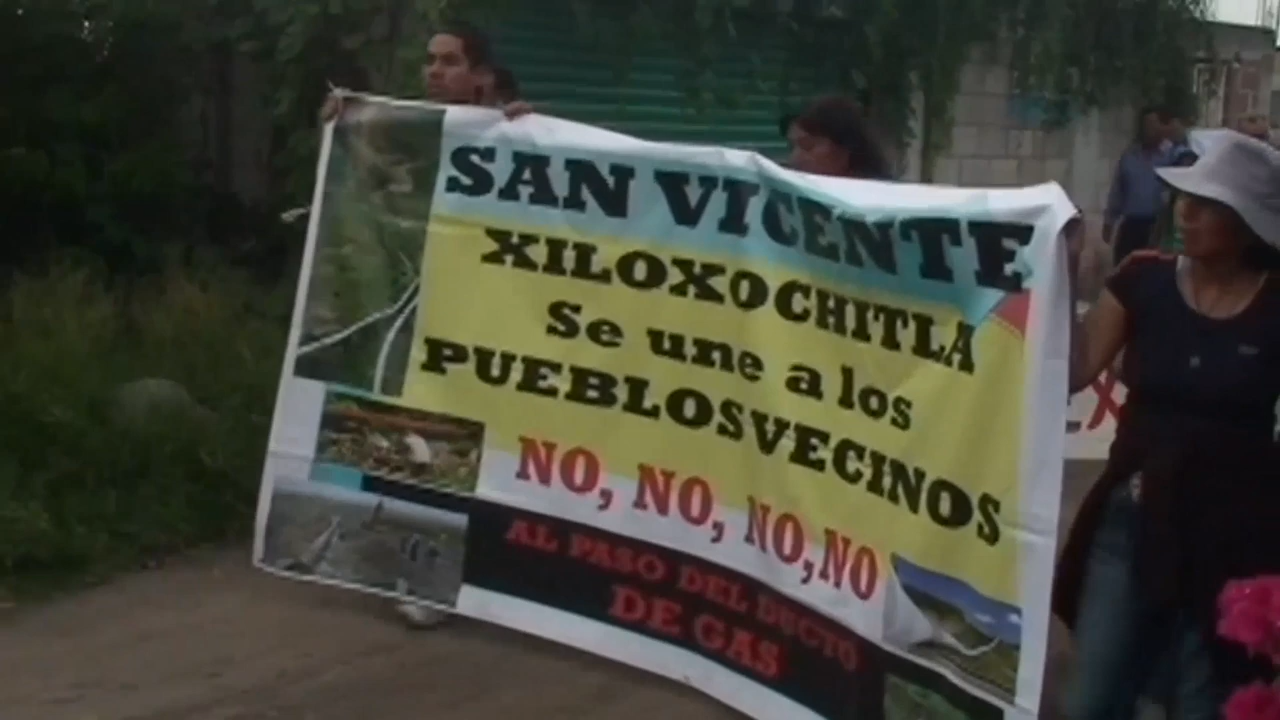 SAN VICENTE
XILOXOCHITLA
Se une a los
PUEBLOSVECINOS
NO, NO, NO, NO
AL PASO DEL DUCTO
DE GAS